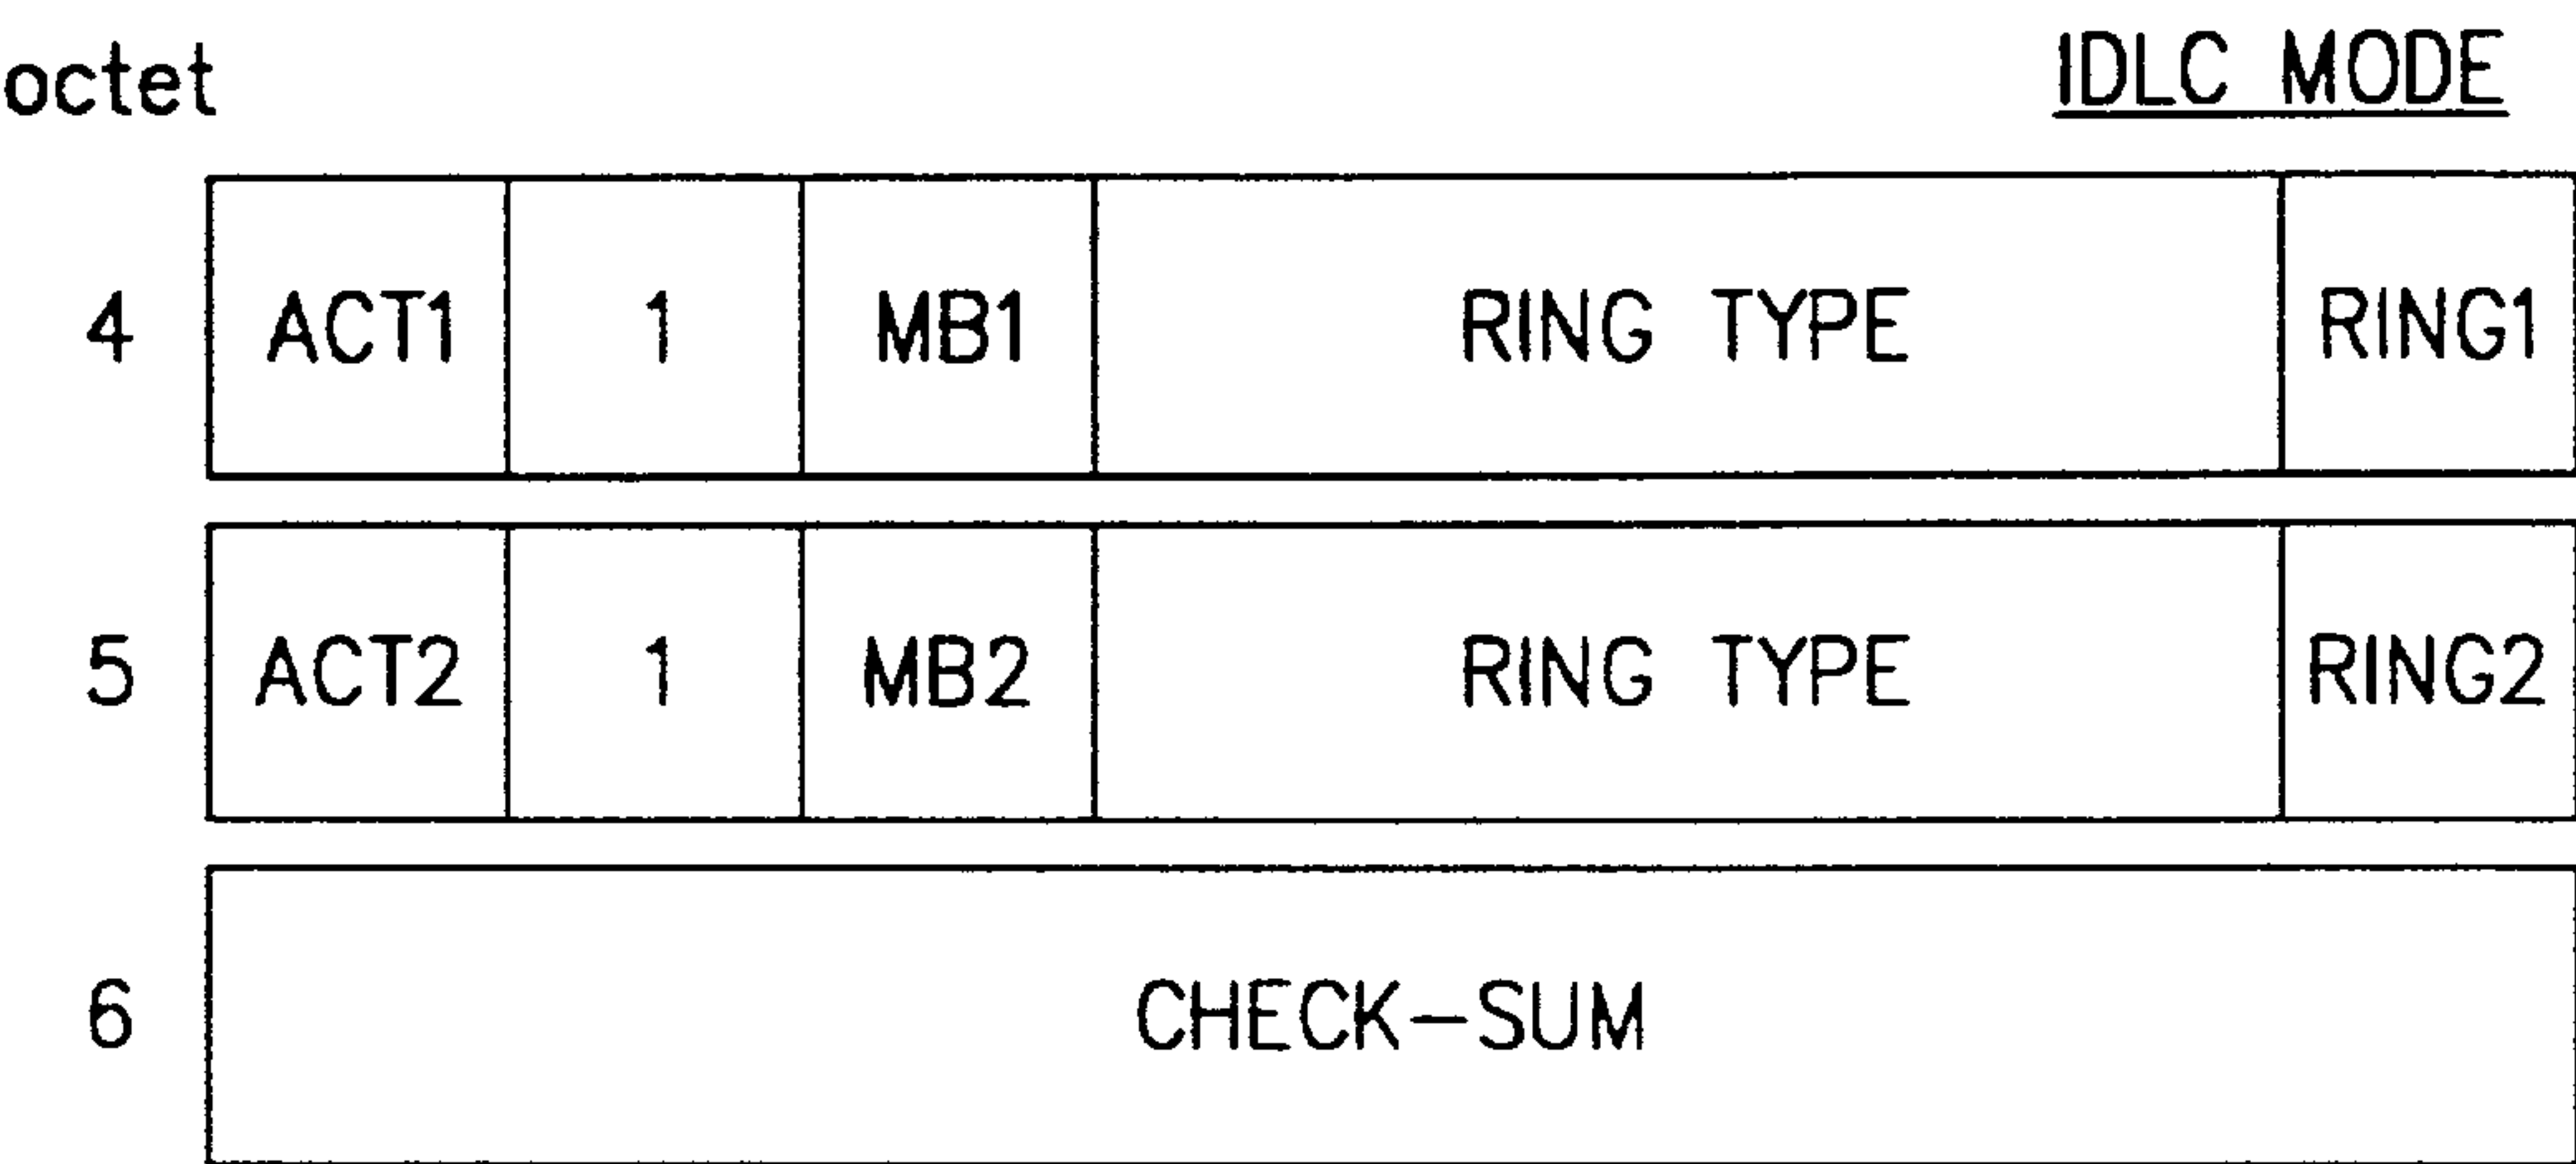 octet IDLC MODE
4 ACT1 1 MB1 RING TYPE RING1
5 ACT2 1 MB2 RING TYPE RING2
6 CHECK-SUM